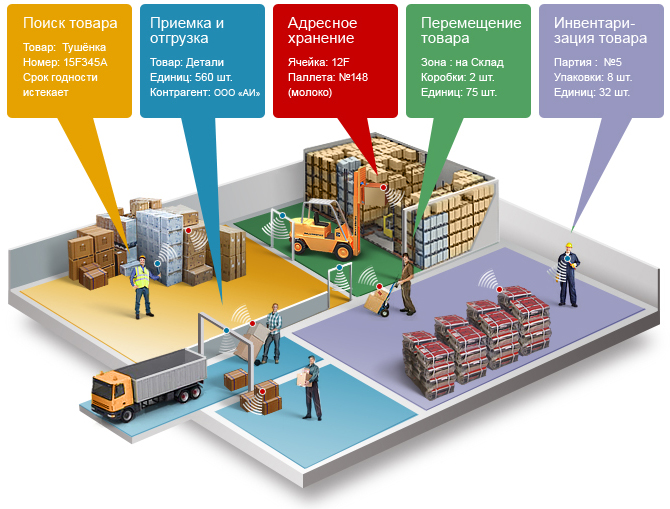 Поиск товара
Товар: Тушёнка
Номер: 15F345A
Срок годности
истекает
Приемка и
отгрузка
Товар: Детали
Единиц: 560 шт.
Контрагент: ООО «АИ»
Адресное
хранение
Ячейка: 12F
Паллета: №148
(молоко)
Перемещение
товара
Зона : на Склад
Коробки: 2 шт.
Единиц: 75 шт.
Инвентари-
зация товара
Партия : №5
Упаковки: 8 шт.
Единиц: 32 шт.